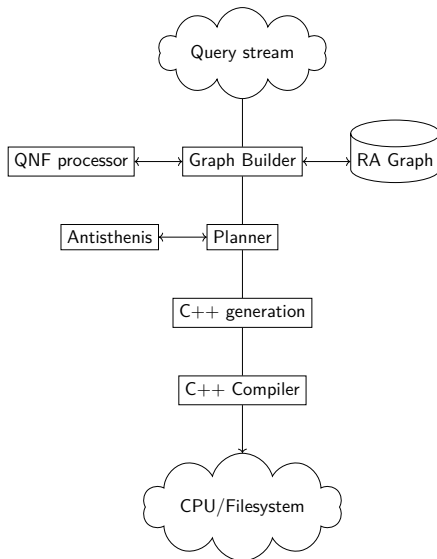 Query stream
QNF processor
Graph Builder
RA Graph
Antisthenis
Planner
C++ generation
C++ Compiler
CPU/Filesystem